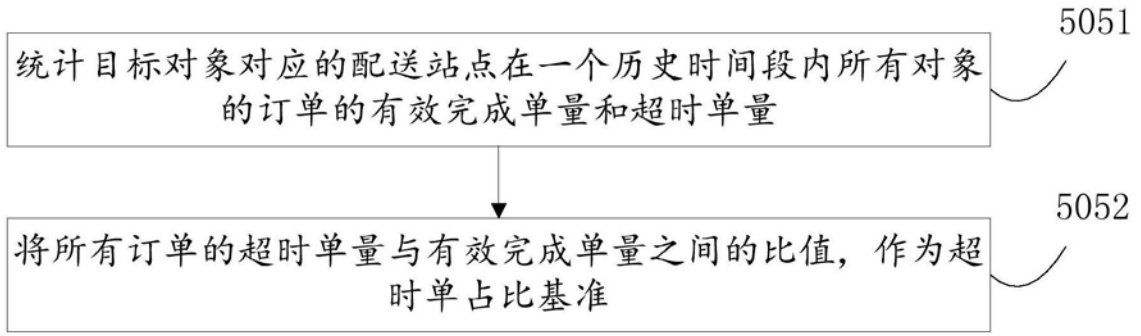 5051
统计目标对象对应的配送站点在一个历史时间段内所有对象
的订单的有效完成单量和超时单量
5052
将所有订单的超时单量与有效完成单量之间的比值，作为超
时单占比基准